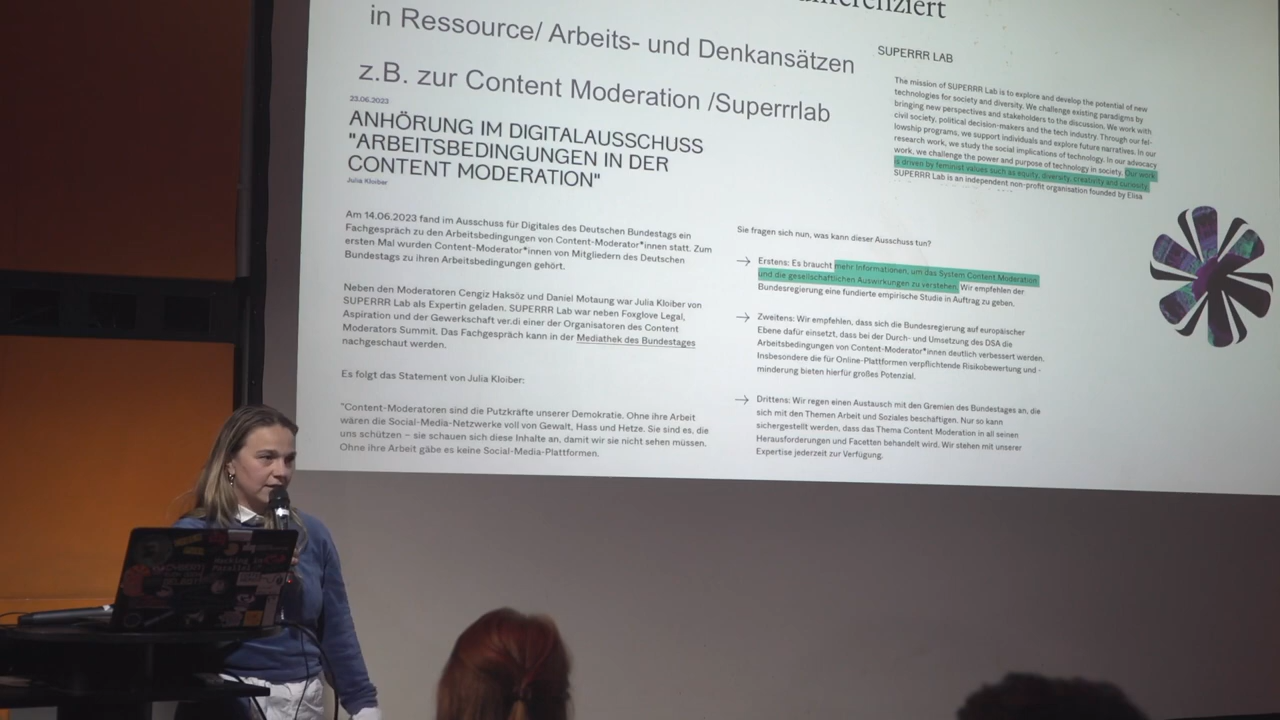 in Ressource/ Arbeits- und Denkansätzen
z.B. zur Content Moderation /Superrrlab
23.06.2023
ANHÖRUNG IM DIGITALAUSSCHUSS
"ARBEITSBEDINGUNGEN IN DER
CONTENT MODERATION"
Julia Kloiber
Am 14.06.2023 fand im Ausschuss für Digitales des Deutschen Bundestags ein
Fachgespräch zu den Arbeitsbedingungen von Content-Moderator*innen statt. Zum
ersten Mal wurden Content-Moderator*innen von Mitgliedern des Deutschen
Bundestags zu ihren Arbeitsbedingungen gehört.
Neben den Moderatoren Cengiz Haksöz und Daniel Motaung war Julia Kloiber von
SUPERRR Lab als Expertin geladen. SUPERRR Lab war neben Foxglove Legal,
Aspiration und der Gewerkschaft ver.di einer der Organisatoren des Content
Moderators Summit. Das Fachgespräch kann in der Mediathek des Bundestages
nachgeschaut werden.
Es folgt das Statement von Julia Kloiber:
"Content-Moderatoren sind die Putzkräfte unserer Demokratie. Ohne ihre Arbeit
wären die Social-Media-Netzwerke voll von Gewalt, Hass und Hetze. Sie sind es, die
uns schützen – sie schauen sich diese Inhalte an, damit wir sie nicht sehen müssen.
Ohne ihre Arbeit gäbe es keine Social-Media-Plattformen.
SUPERRR LAB
The mission of SUPERRR Lab is to explore and develop the potential of new
technologies for society and diversity. We challenge existing paradigms by
bringing new perspectives and stakeholders to the discussion. We work with
civil society, political decision-makers and the tech industry. Through our fel-
lowship programs, we support individuals and explore future narratives. In our
research work, we study the social implications of technology. In our advocacy
work, we challenge the power and purpose of technology in society. Our work
is driven by feminist values such as equity, diversity, creativity and curiosity.
SUPERRR Lab is an independent non-profit organisation founded by Elisa
Sie fragen sich nun, was kann dieser Ausschuss tun?
→ Erstens: Es braucht mehr Informationen, um das System Content Moderation
und die gesellschaftlichen Auswirkungen zu verstehen. Wir empfehlen der
Bundesregierung eine fundierte empirische Studie in Auftrag zu geben.
→ Zweitens: Wir empfehlen, dass sich die Bundesregierung auf europäischer
Ebene dafür einsetzt, dass bei der Durch- und Umsetzung des DSA die
Arbeitsbedingungen von Content-Moderator*innen deutlich verbessert werden.
Insbesondere die für Online-Plattformen verpflichtende Risikobewertung und -
minderung bieten hierfür großes Potenzial.
→ Drittens: Wir regen einen Austausch mit den Gremien des Bundestages an, die
sich mit den Themen Arbeit und Soziales beschäftigen. Nur so kann
sichergestellt werden, dass das Thema Content Moderation in all seinen
Herausforderungen und Facetten behandelt wird. Wir stehen mit unserer
Expertise jederzeit zur Verfügung.